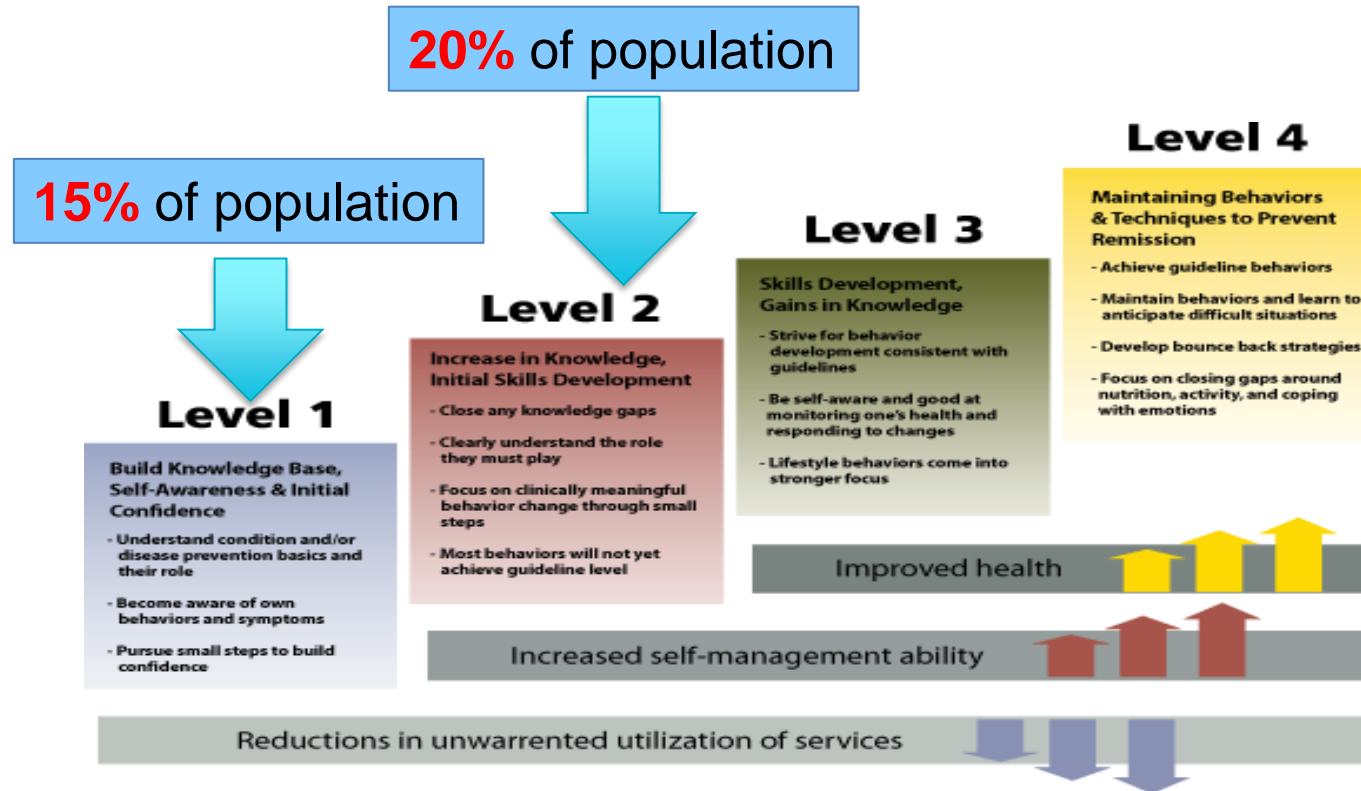 20% of population
15% of population
Level 1
Build Knowledge Base,
Self-Awareness & Initial
Confidence
- Understand condition and/or
disease prevention basics and
their role
- Become aware of own
behaviors and symptoms
- Pursue small steps to build
confidence
Level 2
Increase in Knowledge,
Initial Skills Development
- Close any knowledge gaps
- Clearly understand the role
they must play
- Focus on clinically meaningful
behavior change through small
steps
- Most behaviors will not yet
achieve guideline level
Level 3
Skills Development,
Gains in Knowledge
- Strive for behavior
development consistent with
guidelines
- Be self-aware and good at
monitoring one's health and
responding to changes
- Lifestyle behaviors come into
stronger focus
Level 4
Maintaining Behaviors
& Techniques to Prevent
Remission
- Achieve guideline behaviors
- Maintain behaviors and learn to
anticipate difficult situations
- Develop bounce back strategies
- Focus on closing gaps around
nutrition, activity, and coping
with emotions
Improved health
Increased self-management ability
Reductions in unwarrented utilization of services